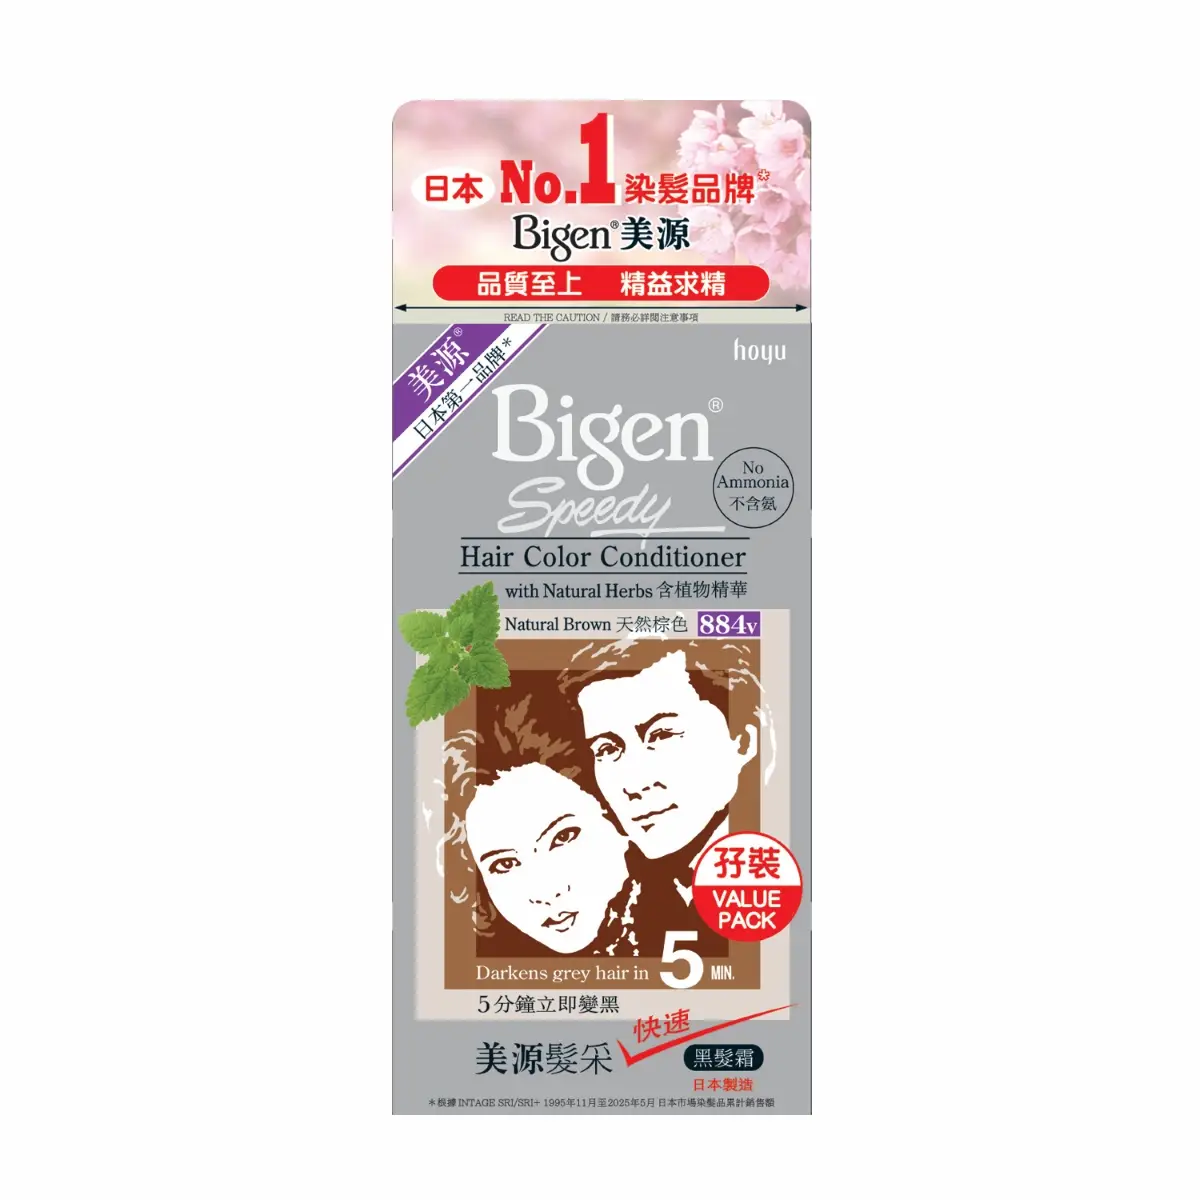 日本 No.1 染髮品牌*
Bigen® 美源
品質至上 精益求精
READ THE CAUTION / 請務必詳閱注意事項
美源®
日本第一品牌*
hoyu
Bigen®
Speedy
No
Ammonia
不含氨
Hair Color Conditioner
with Natural Herbs 含植物精華
Natural Brown 天然棕色 884v
孖裝
VALUE
PACK
Darkens grey hair in 5 MIN.
5分鐘立即變黑
快速
美源髮采
黑髮霜
日本製造
*根據 INTAGE SRI/SRI+ 1995年11月至2025年5月 日本市場染髮品累計銷售額